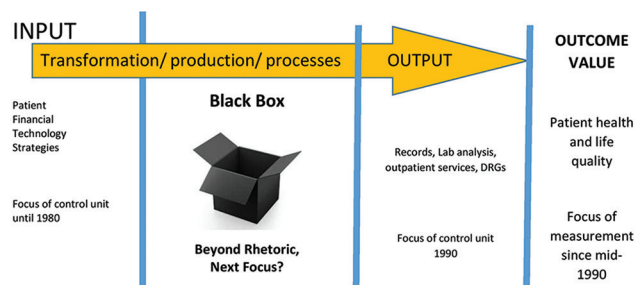 INPUT
Transformation/ production/ processes
OUTPUT
OUTCOME
VALUE
Patient
Financial
Technology
Strategies
Focus of control unit
until 1980
Black Box
Beyond Rhetoric,
Next Focus?
Records, Lab analysis,
outpatient services, DRGs
Focus of control unit
1990
Patient health
and life
quality
Focus of
measurement
since mid-
1990